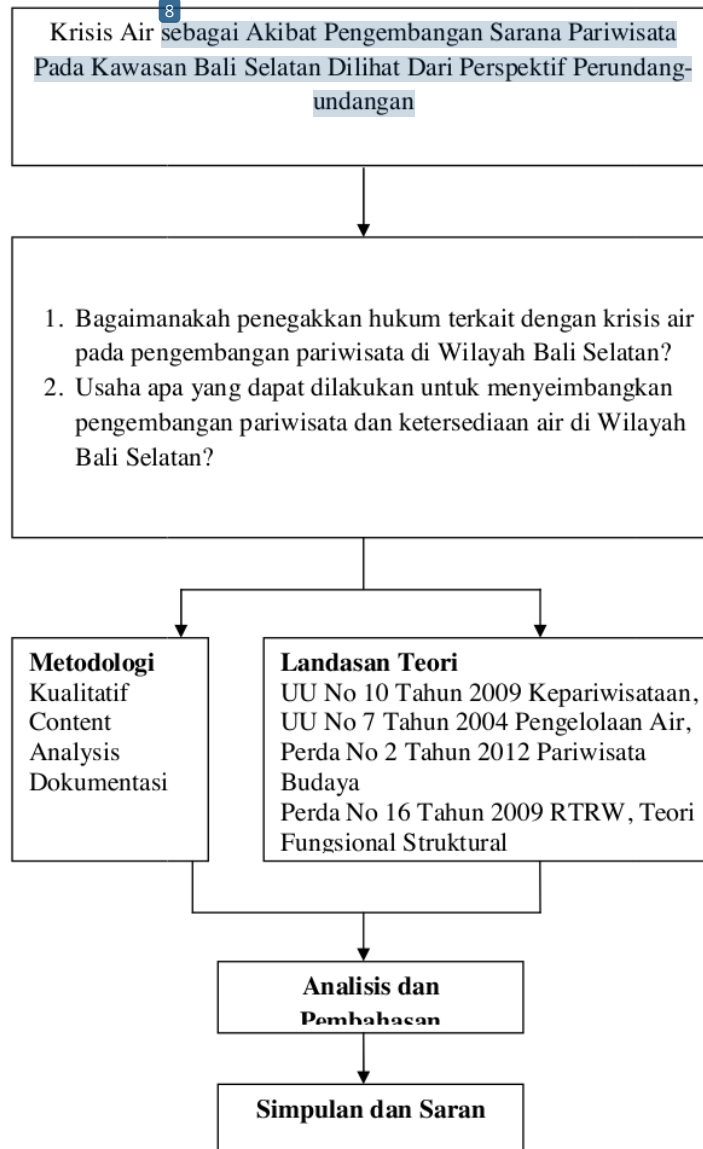 8
Krisis Air sebagai Akibat Pengembangan Sarana Pariwisata
Pada Kawasan Bali Selatan Dilihat Dari Perspektif Perundang-
undangan
1. Bagaimanakah penegakkan hukum terkait dengan krisis air
pada pengembangan pariwisata di Wilayah Bali Selatan?
2. Usaha apa yang dapat dilakukan untuk menyeimbangkan
pengembangan pariwisata dan ketersediaan air di Wilayah
Bali Selatan?
Metodologi
Kualitatif
Content
Analysis
Dokumentasi
Landasan Teori
UU No 10 Tahun 2009 Kepariwisataan,
UU No 7 Tahun 2004 Pengelolaan Air,
Perda No 2 Tahun 2012 Pariwisata
Budaya
Perda No 16 Tahun 2009 RTRW, Teori
Fungsional Struktural
Analisis dan
Pembahasan
Simpulan dan Saran